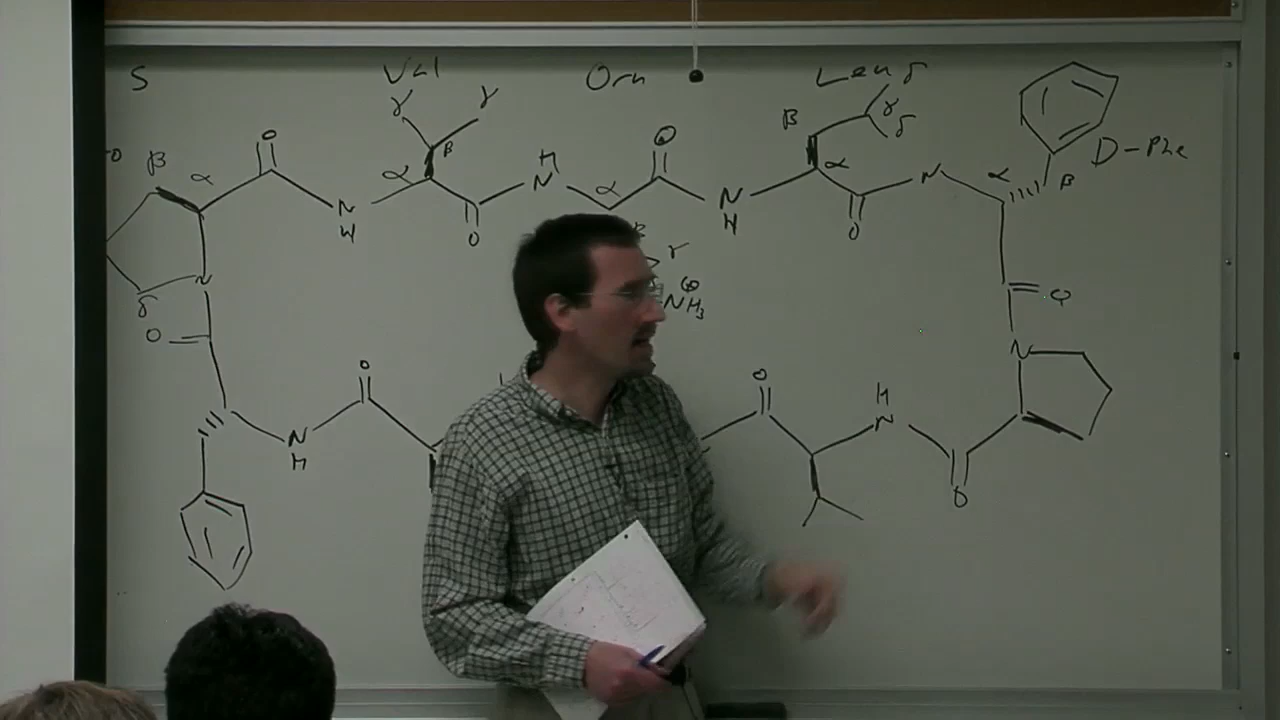 S Val Orn Leu δ
γ γ γ δ
β O β O
β α O α β H α O α α β D-Phe
N H N N H N
O O
γ
N ⊕ NH3 O
δ
O N
O O H
N
N H
O